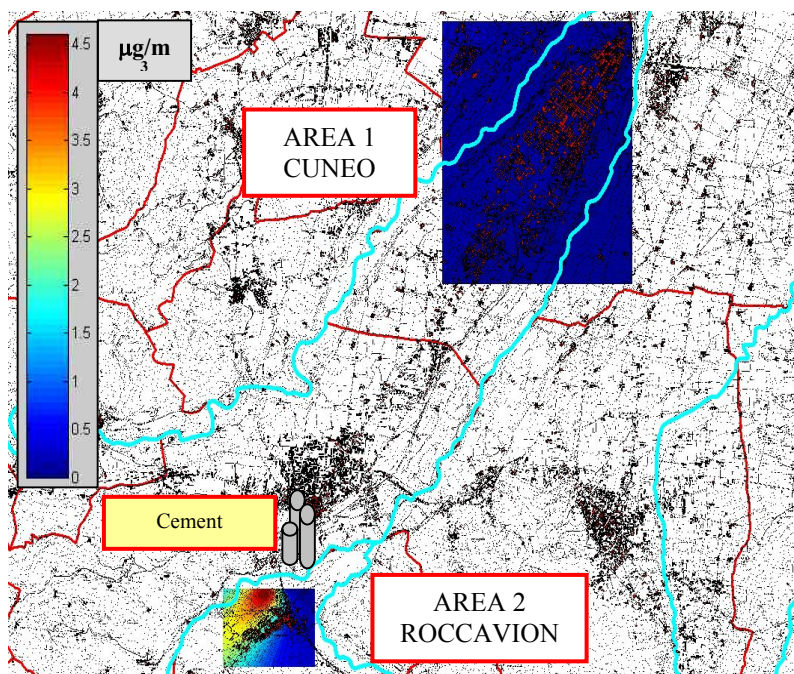 4.5
4
3.5
3
2.5
2
1.5
1
0.5
0
µg/m
3
AREA 1
CUNEO
Cement
AREA 2
ROCCAVION